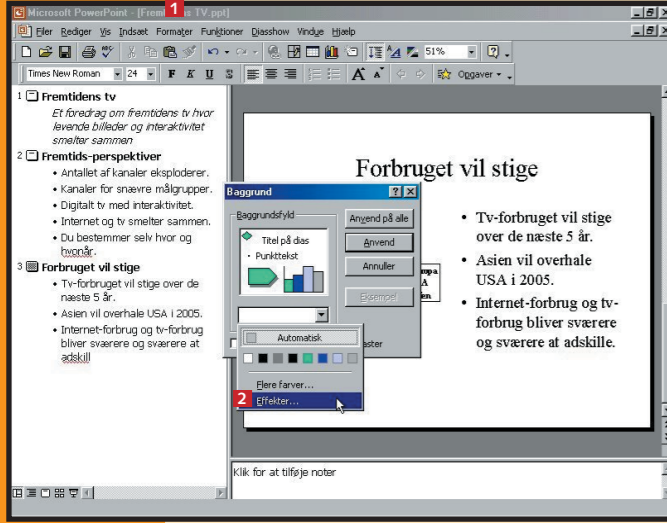 Microsoft PowerPoint - [Frem 1 s TV.ppt]
Filer Rediger Vis Indsæt Formater Funktioner Diasshow Vindue Hjælp
51%
Times New Roman 24 F K U S Opgaver
1 Fremtidens tv
Et foredrag om fremtidens tv hvor
levende billeder og interaktivitet
smelter sammen
2 Fremtids-perspektiver
• Antallet af kanaler eksploderer.
• Kanaler for snævre målgrupper.
• Digitalt tv med interaktivitet.
• Internet og tv smelter sammen.
• Du bestemmer selv hvor og
hvonår.
3 Forbruget vil stige
• Tv-forbruget vil stige over de
næste 5 år.
• Asien vil overhale USA i 2005.
• Internet-forbrug og tv-forbrug
bliver sværere og sværere at
adskill
Forbruget vil stige
• Tv-forbruget vil stige
over de næste 5 år.
• Asien vil overhale
USA i 2005.
• Internet-forbrug og tv-
forbrug bliver sværere
og sværere at adskille.
Baggrund
Baggrundsfyld
Titel på dias
• Punkttekst
Anvend på alle
Anvend
Annuller
Eksempel
Automatisk
Flere farver...
2 Effekter...
Klik for at tilføje noter